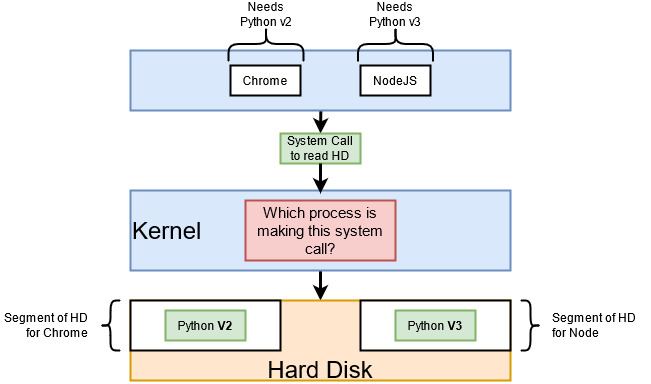 Needs
Python v2
Needs
Python v3
Chrome
NodeJS
System Call
to read HD
Kernel
Which process is
making this system
call?
Segment of HD
for Chrome
Python V2
Python V3
Segment of HD
for Node
Hard Disk